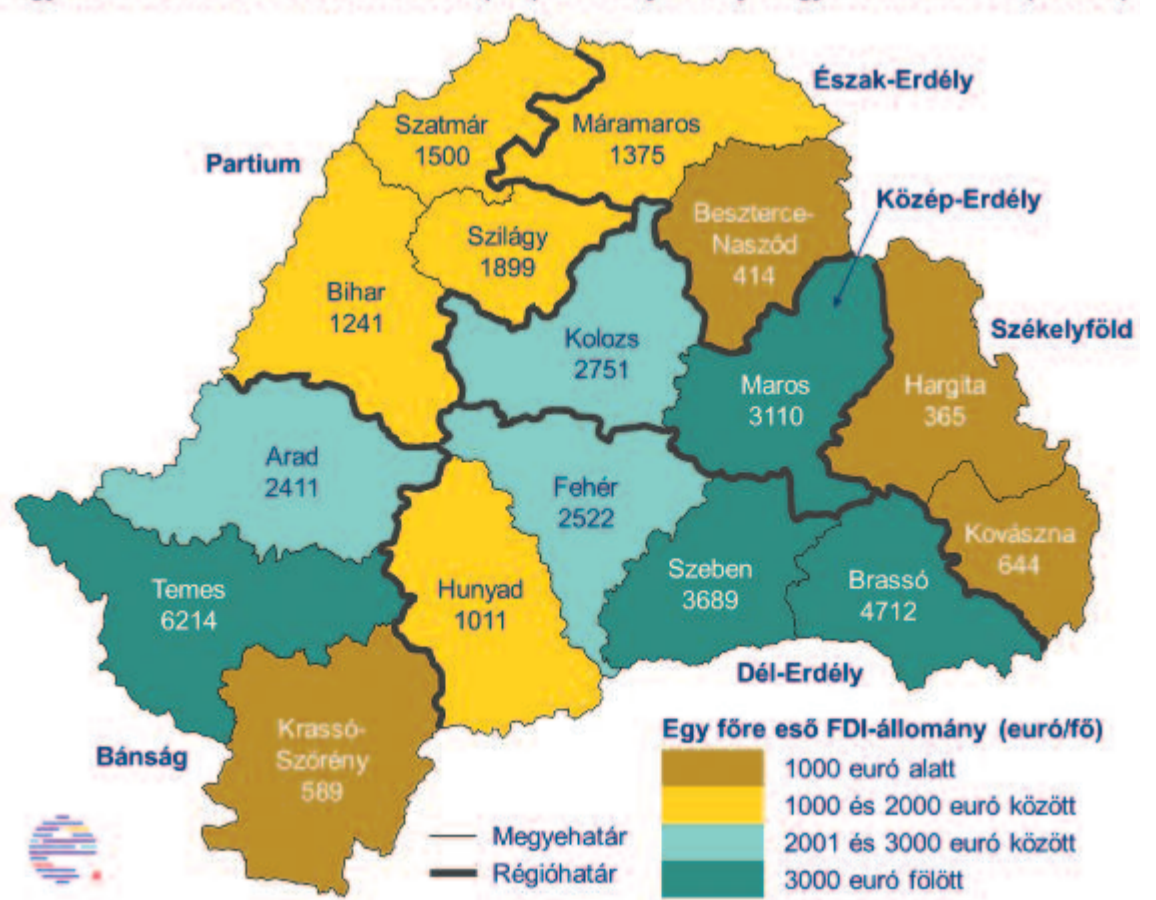 Észak-Erdély
Szatmár
1500
Máramaros
1375
Partium
Közép-Erdély
Beszterce-
Naszód
414
Szilágy
1899
Bihar
1241
Kolozs
2751
Székelyföld
Maros
3110
Hargita
365
Arad
2411
Fehér
2522
Kovászna
644
Temes
6214
Hunyad
1011
Szeben
3689
Brassó
4712
Dél-Erdély
Krassó-
Szörény
589
Bánság
Egy főre eső FDI-állomány (euró/fő)
1000 euró alatt
1000 és 2000 euró között
2001 és 3000 euró között
3000 euró fölött
Megyehatár
Régióhatár